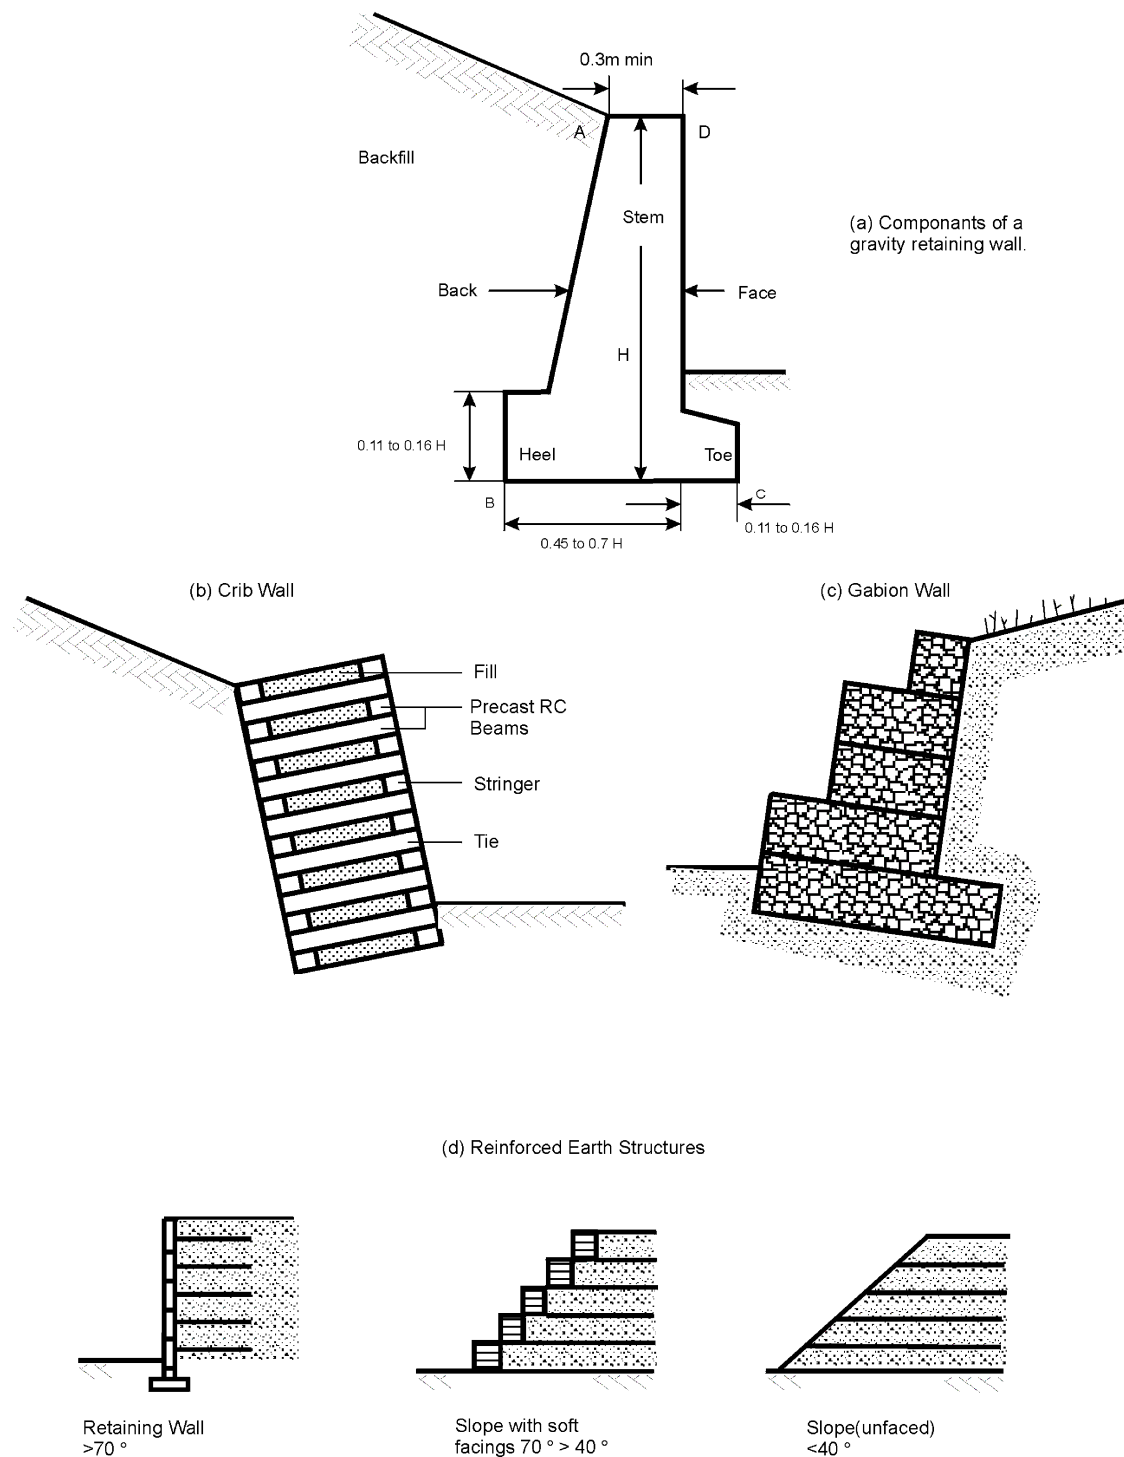 0.3m min
A
D
Backfill
Stem
(a) Componants of a
gravity retaining wall.
Back
Face
H
0.11 to 0.16 H
Heel
Toe
B
C
0.11 to 0.16 H
0.45 to 0.7 H
(b) Crib Wall
(c) Gabion Wall
Fill
Precast RC
Beams
Stringer
Tie
(d) Reinforced Earth Structures
Retaining Wall
>70 °
Slope with soft
facings 70 ° > 40 °
Slope(unfaced)
<40 °